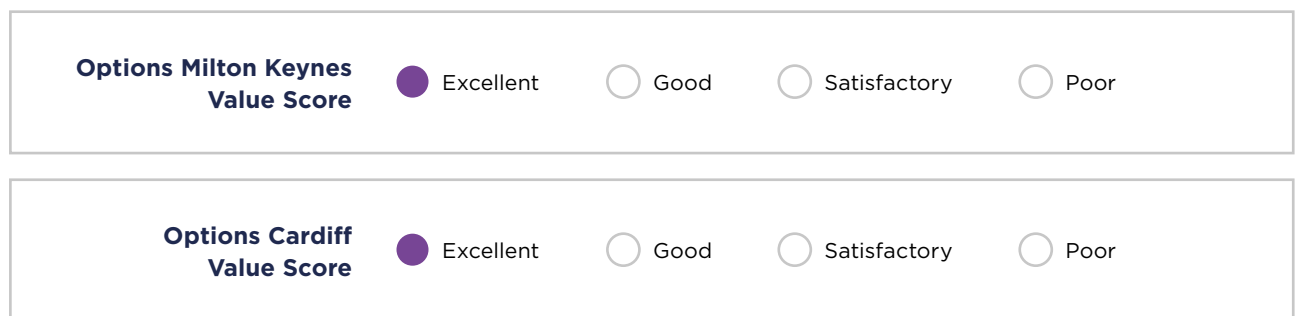 Options Milton Keynes
Value Score
Excellent
Good
Satisfactory
Poor
Options Cardiff
Value Score
Excellent
Good
Satisfactory
Poor